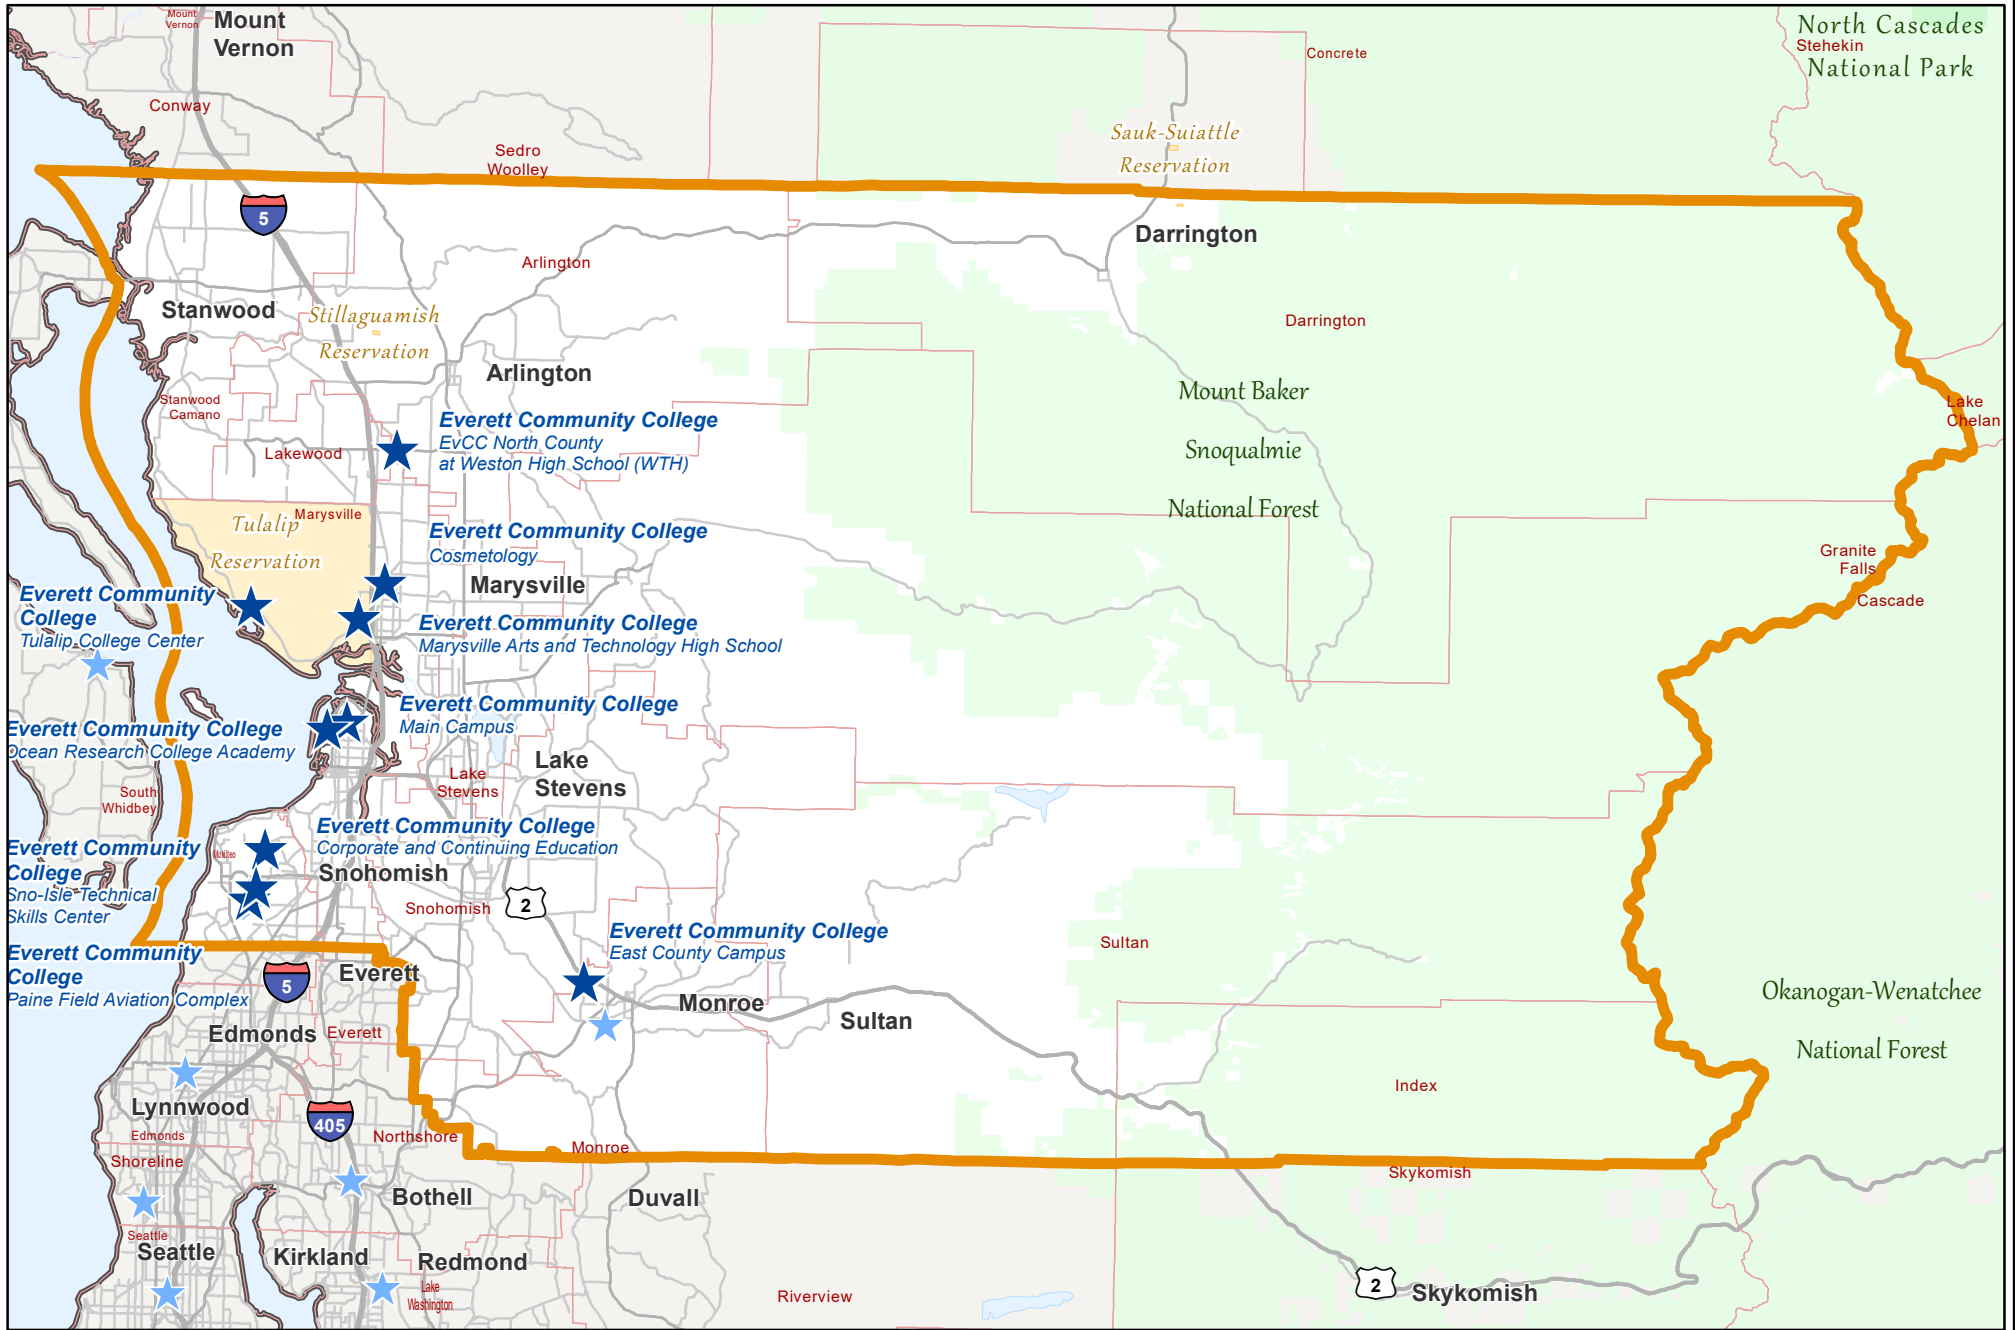 Mount
Vernon
Mount
Vernon
North Cascades
Stehekin
National Park
Concrete
Conway
Sauk-Suiattle
Reservation
Sedro
Woolley
5
Darrington
Arlington
Stanwood
Stillaguamish
Reservation
Darrington
Arlington
Mount Baker
Snoqualmie
National Forest
Stanwood
Camano
Lake
Chelan
Everett Community College
EvCC North County
at Weston High School (WTH)
Lakewood
Marysville
Tulalip
Reservation
Everett Community College
Cosmetology
Marysville
Granite
Falls
Cascade
Everett Community
College
Tulalip College Center
Everett Community College
Marysville Arts and Technology High School
Everett Community College
Main Campus
Everett Community College
Ocean Research College Academy
Lake
Stevens
Lake
Stevens
South
Whidbey
Everett Community College
Corporate and Continuing Education
Mukilteo
Everett Community
College
Sno-Isle Technical
Skills Center
Snohomish
Snohomish
2
Everett Community College
East County Campus
Sultan
Everett Community
College
Paine Field Aviation Complex
5
Everett
Monroe
Sultan
Okanogan-Wenatchee
National Forest
Edmonds
Everett
Index
Lynnwood
405
Edmonds
Northshore
Monroe
Shoreline
Skykomish
Bothell
Duvall
Seattle
Seattle
Kirkland
Redmond
Lake
Washington
Riverview
2
Skykomish